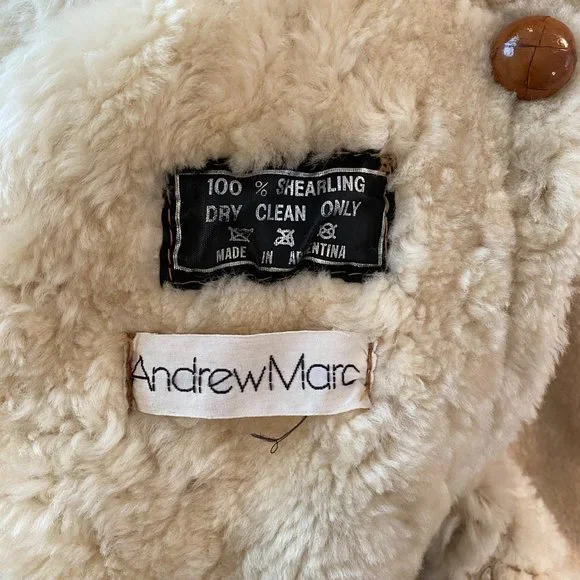 100 % SHEARLING
DRY CLEAN ONLY
MADE IN ARGENTINA
AndrewMarc